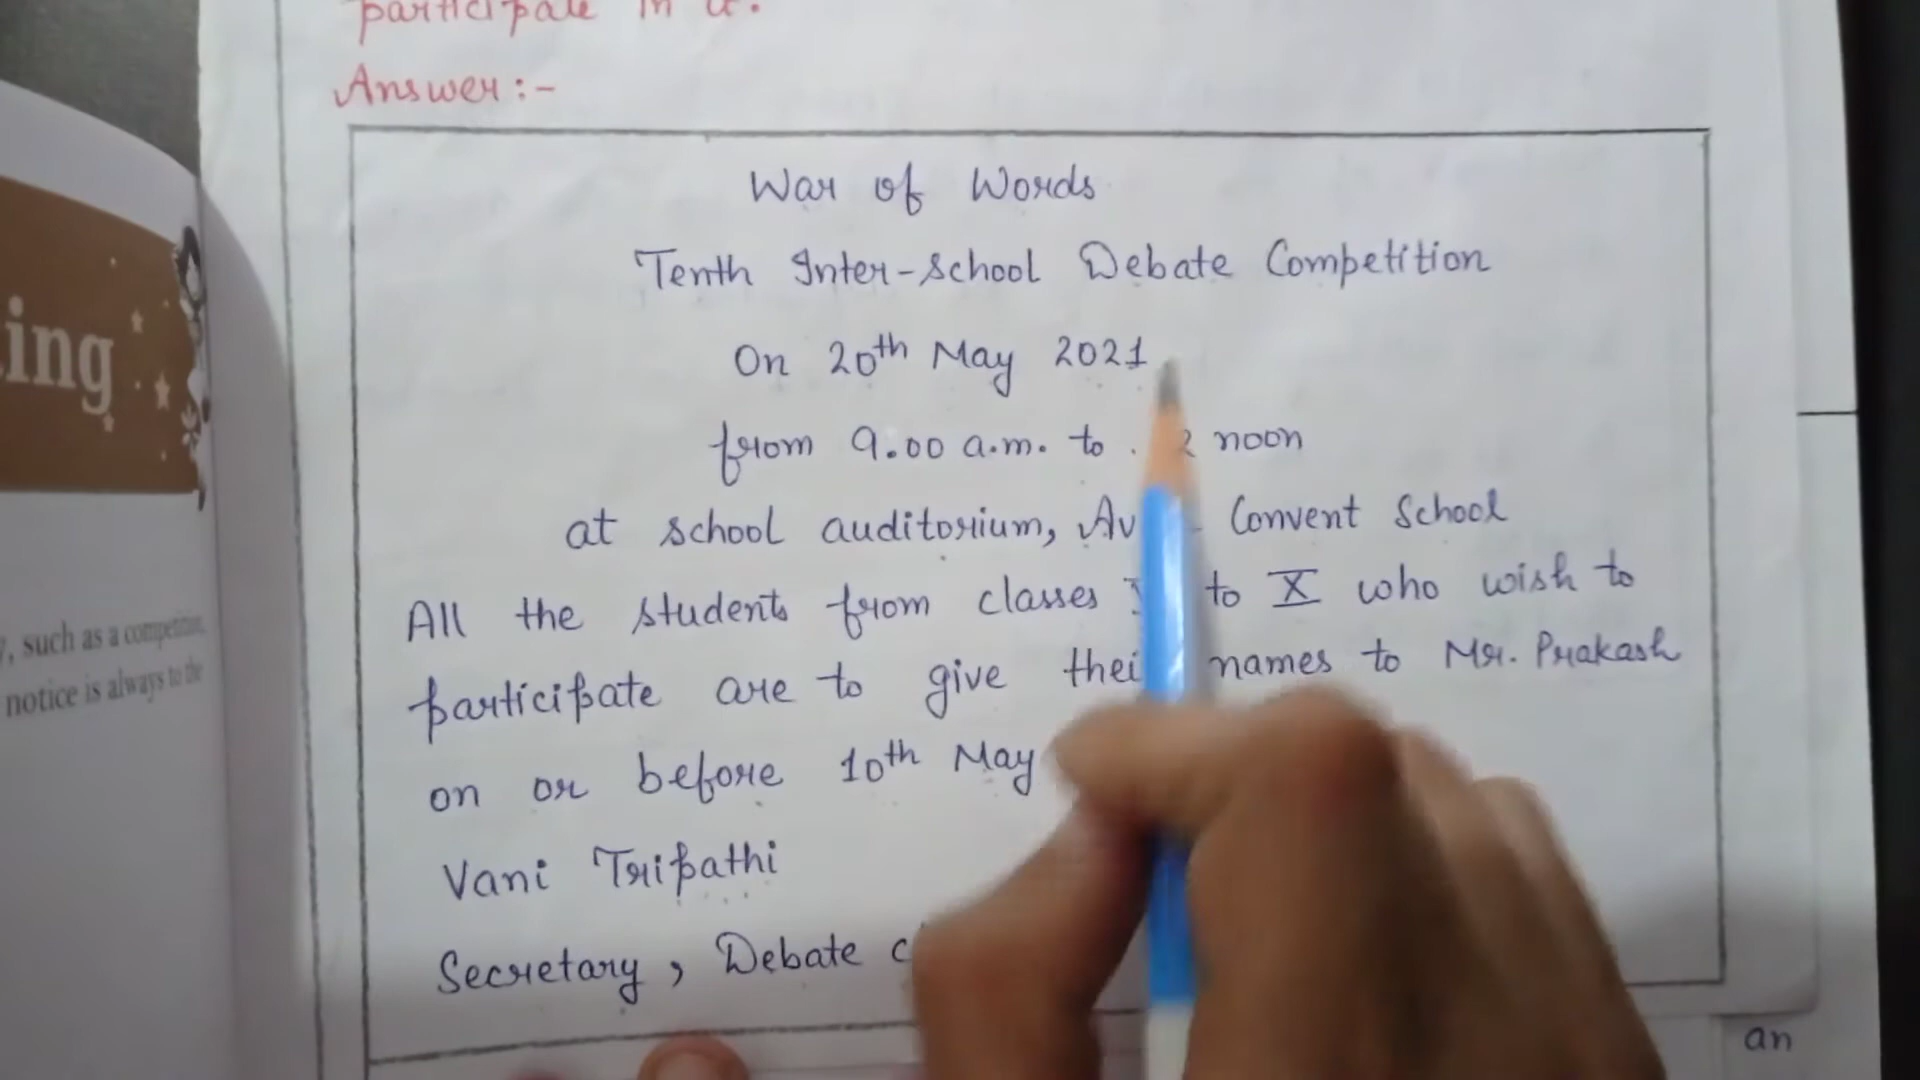 participate in it.
Answer:-
War of Words
Tenth Inter-School Debate Competition
On 20th May 2021
from 9.00 a.m. to noon
at school auditorium, Convent School
All the students from classes to X who wish to
participate are to give names to Mr. Prakash
on or before 10th May
Vani Tripathi
Secretary, Debate
ing
, such as a competition,
notice is always to the
an